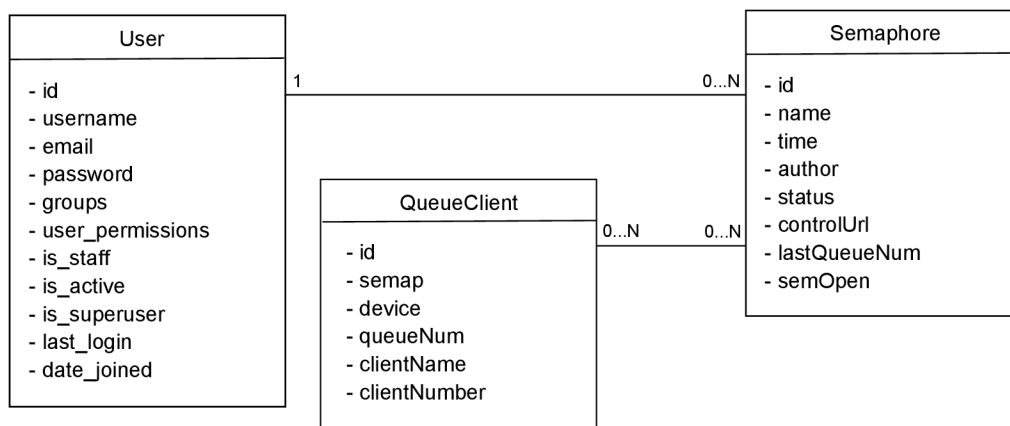 User
- id
- username
- email
- password
- groups
- user_permissions
- is_staff
- is_active
- is_superuser
- last_login
- date_joined
1
0...N
Semaphore
- id
- name
- time
- author
- status
- controlUrl
- lastQueueNum
- semOpen
QueueClient
- id
- semap
- device
- queueNum
- clientName
- clientNumber
0...N
0...N